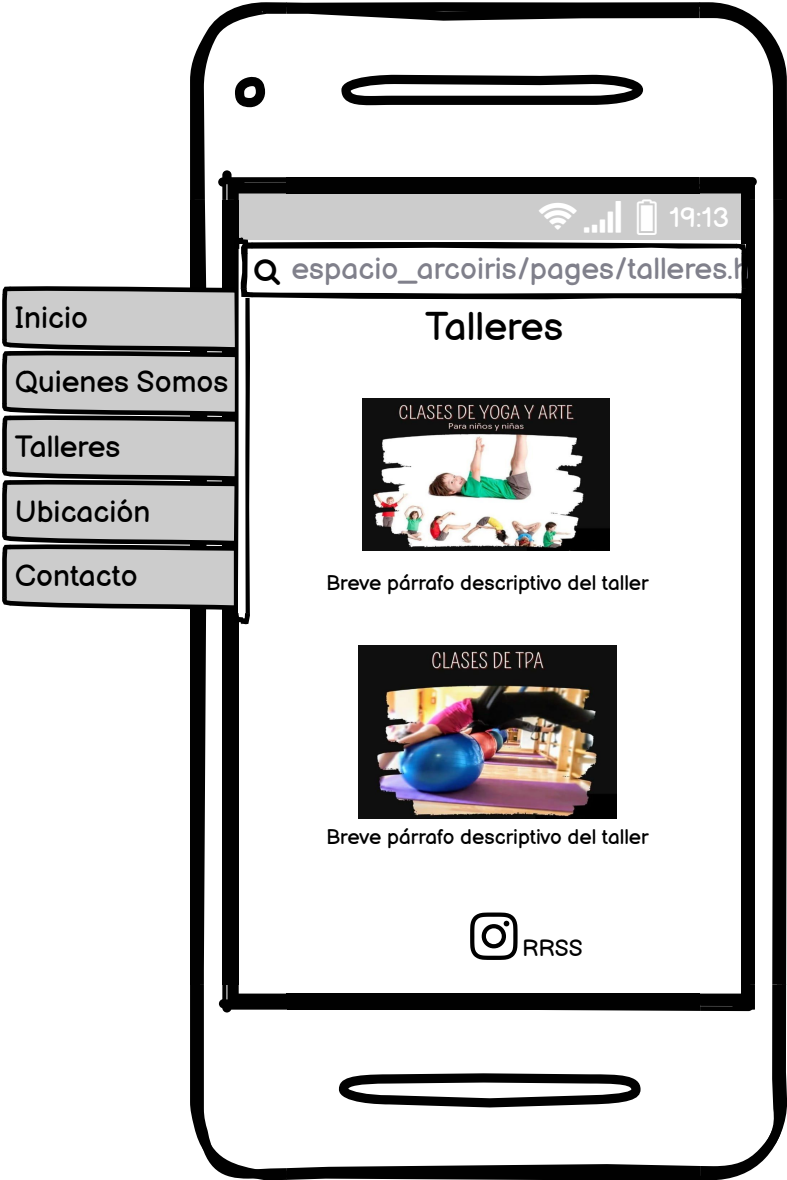 19:13
espacio_arcoiris/pages/talleres.h
Inicio
Quienes Somos
Talleres
Ubicación
Contacto
Talleres
CLASES DE YOGA Y ARTE
Para niños y niñas
Breve párrafo descriptivo del taller
CLASES DE TPA
Breve párrafo descriptivo del taller
RRSS